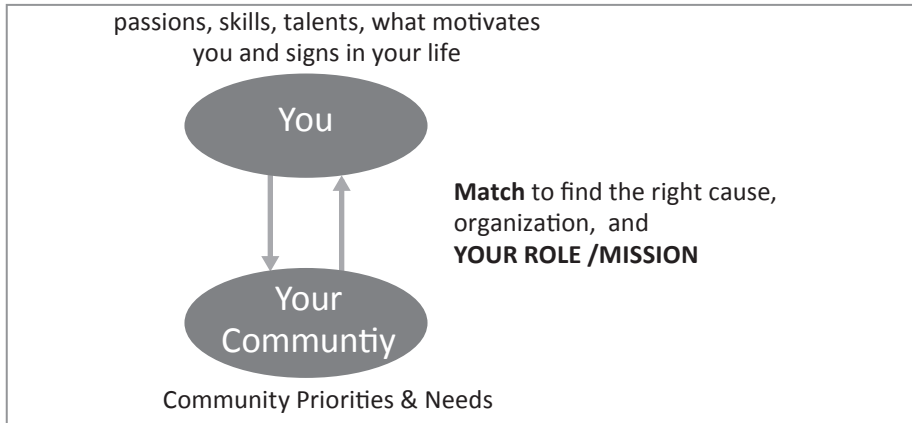 passions, skills, talents, what motivates
you and signs in your life
You
Match to find the right cause,
organization, and
YOUR ROLE /MISSION
Your
Communtiy
Community Priorities & Needs